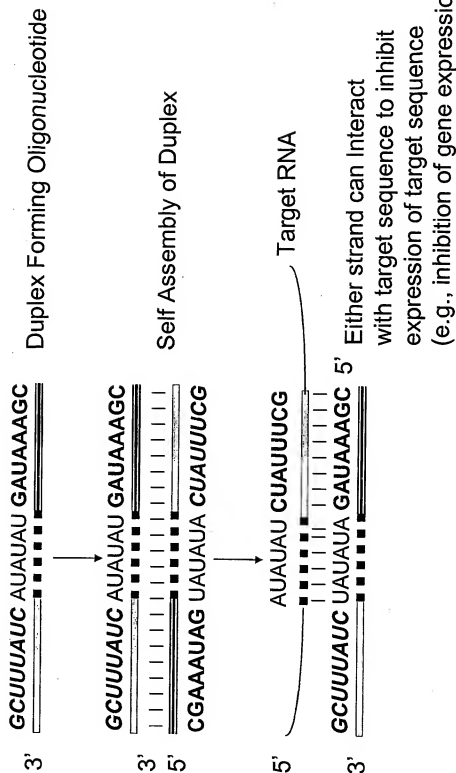 GCUUUAUC AUAUAU GAUAAAGC
3'
Duplex Forming Oligonucleotide
GCUUUAUC AUAUAU GAUAAAGC
3'
5'
CGAAAUAG UAUAUA CUAUUUCG
Self Assembly of Duplex
AUAUAU CUAUUUCG
5'
Target RNA
3'
GCUUUAUC UAUAUA GAUAAAGC 5'
Either strand can Interact
with target sequence to inhibit
expression of target sequence
(e.g., inhibition of gene expression